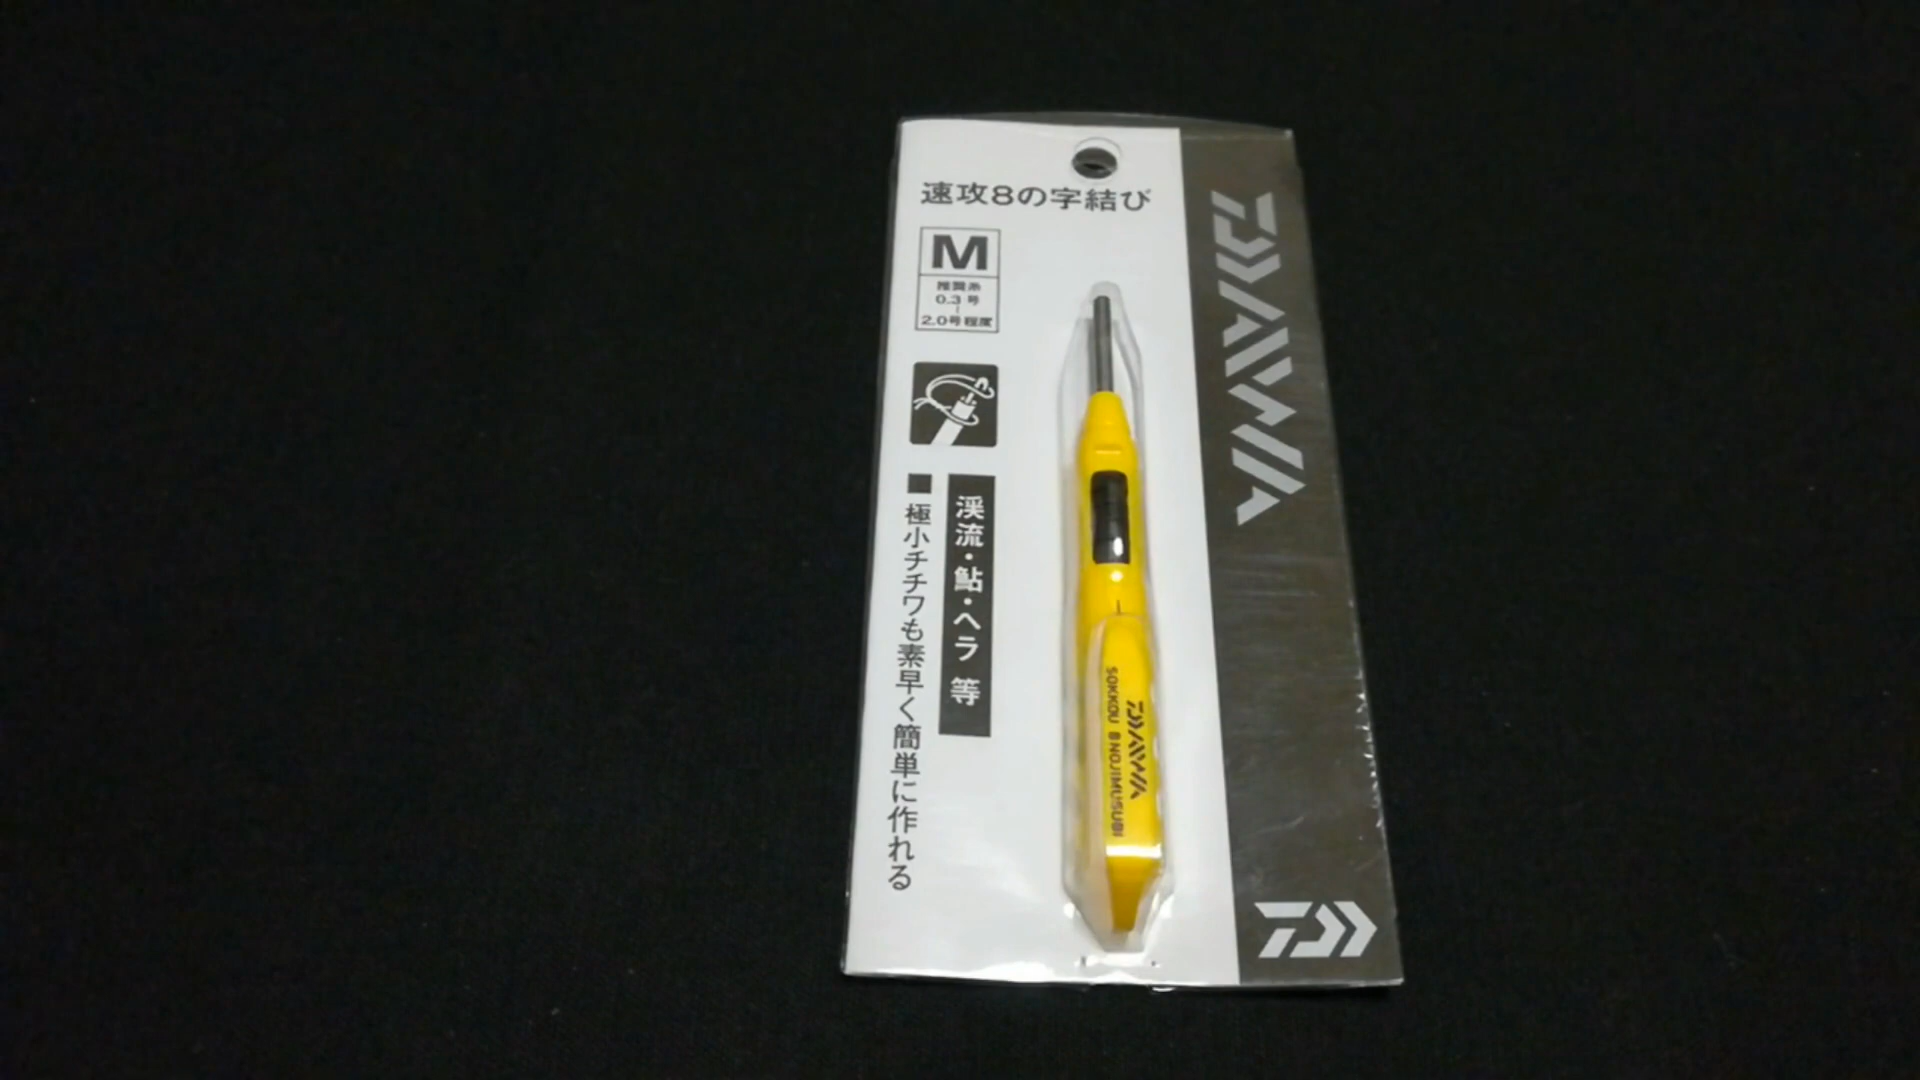 速攻8の字結び
M
推奨糸
0.3号
~
2.0号程度
渓流・鮎・ヘラ 等
■極小チチワも素早く簡単に作れる
DAIWA
DAIWA
SOKKOU 8NOJIMUSUBI